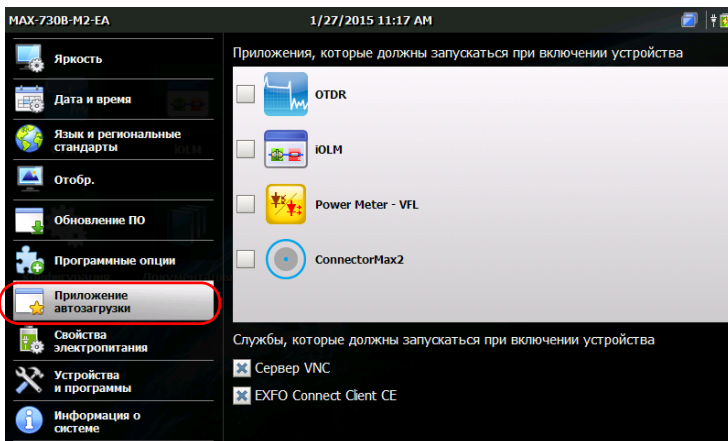 MAX-730B-M2-EA
1/27/2015 11:17 AM
Яркость
Дата и время
Язык и региональные
стандарты
Отобр.
Обновление ПО
Программные опции
Приложение
автозагрузки
Свойства
электропитания
Устройства
и программы
Информация о
системе
Приложения, которые должны запускаться при включении устройства
OTDR
iOLM
Power Meter - VFL
ConnectorMax2
Службы, которые должны запускаться при включении устройства
Сервер VNC
EXFO Connect Client CE